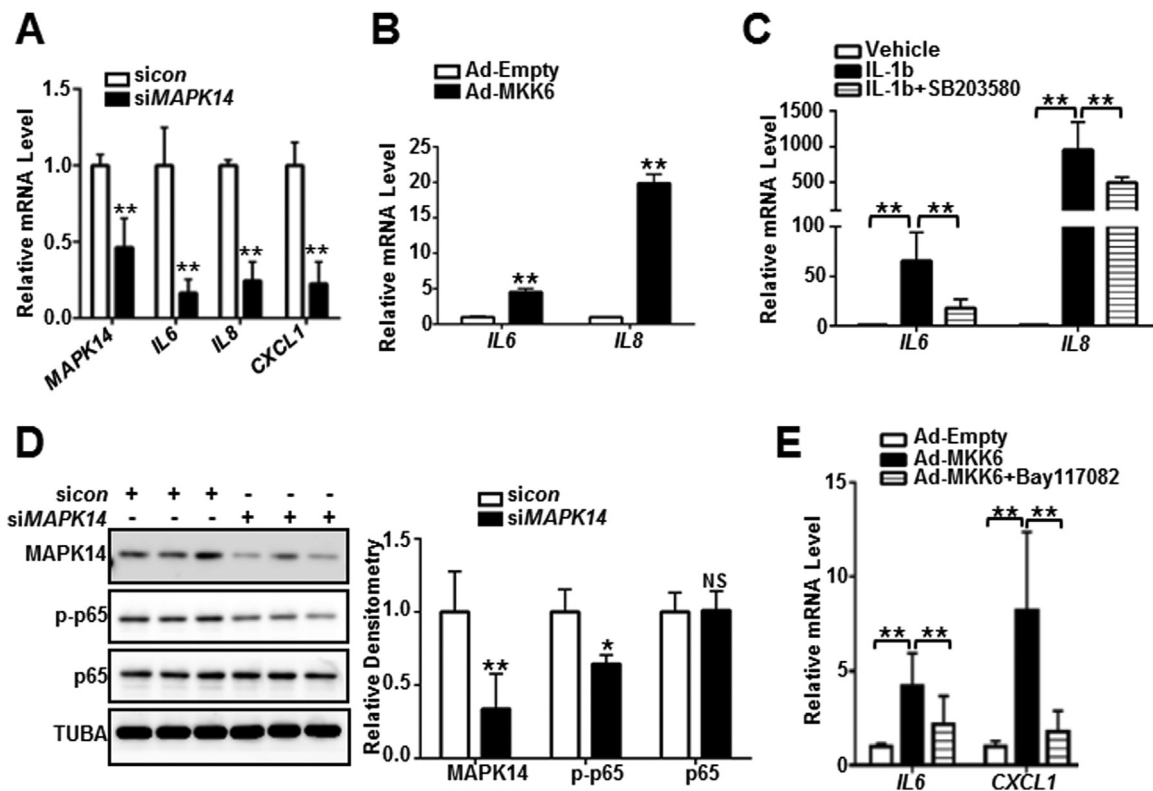 A
sicon
siMAPK14
Relative mRNA Level
1.5
1.0
0.5
0.0
**
**
**
**
MAPK14
IL6
IL8
CXCL1
B
Ad-Empty
Ad-MKK6
Relative mRNA Level
25
20
15
10
5
0
**
**
IL6
IL8
C
Vehicle
IL-1b
IL-1b+SB203580
Relative mRNA Level
1500
1000
500
100
50
0
** **
** **
IL6
IL8
D
sicon + + + - - -
siMAPK14 - - - + + +
MAPK14
p-p65
p65
TUBA
sicon
siMAPK14
Relative Densitometry
1.5
1.0
0.5
0.0
**
*
NS
MAPK14
p-p65
p65
E
Ad-Empty
Ad-MKK6
Ad-MKK6+Bay117082
Relative mRNA Level
15
10
5
0
** **
** **
IL6
CXCL1